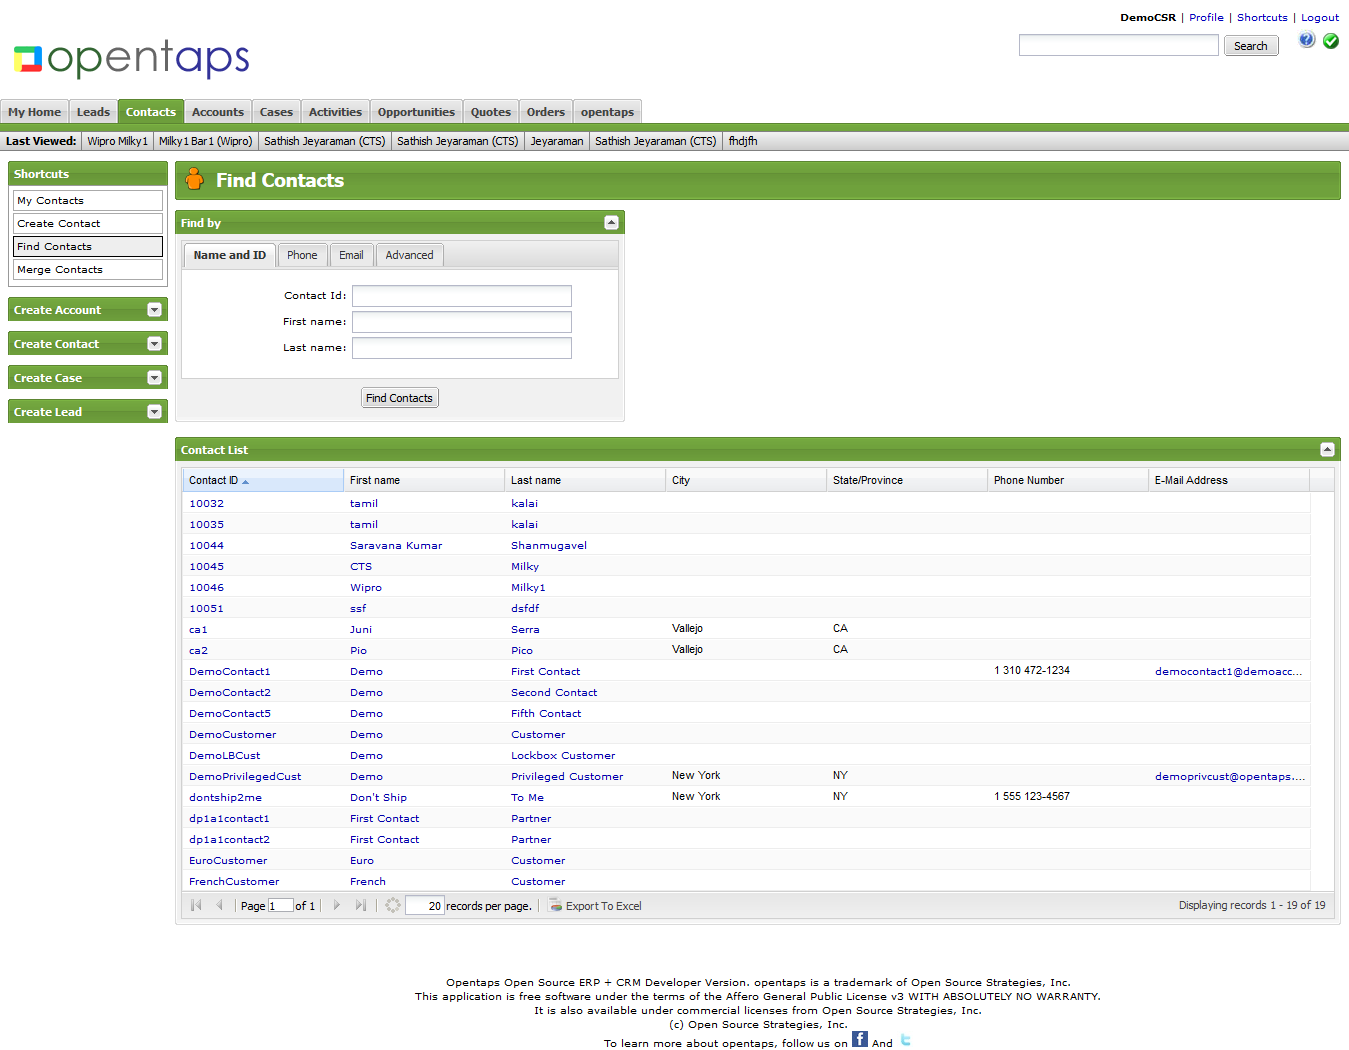 DemoCSR | Profile | Shortcuts | Logout
Search
opentaps
My Home Leads Contacts Accounts Cases Activities Opportunities Quotes Orders opentaps
Last Viewed: Wipro Milky1 Milky1 Bar1 (Wipro) Sathish Jeyaraman (CTS) Sathish Jeyaraman (CTS) Jeyaraman Sathish Jeyaraman (CTS) fhdjfh
Shortcuts
My Contacts
Create Contact
Find Contacts
Merge Contacts
Create Account
Create Contact
Create Case
Create Lead
Find Contacts
Find by
Name and ID Phone Email Advanced
Contact Id:
First name:
Last name:
Find Contacts
Contact List
Contact ID First name Last name City State/Province Phone Number E-Mail Address
10032 tamil kalai
10035 tamil kalai
10044 Saravana Kumar Shanmugavel
10045 CTS Milky
10046 Wipro Milky1
10051 ssf dsfdf
ca1 Juni Serra Vallejo CA
ca2 Pio Pico Vallejo CA
DemoContact1 Demo First Contact 1 310 472-1234 democontact1@demoacc...
DemoContact2 Demo Second Contact
DemoContact5 Demo Fifth Contact
DemoCustomer Demo Customer
DemoLBCust Demo Lockbox Customer
DemoPrivilegedCust Demo Privileged Customer New York NY demoprivcust@opentaps....
dontship2me Don't Ship To Me New York NY 1 555 123-4567
dp1a1contact1 First Contact Partner
dp1a1contact2 First Contact Partner
EuroCustomer Euro Customer
FrenchCustomer French Customer
Page 1 of 1 20 records per page. Export To Excel Displaying records 1 - 19 of 19
Opentaps Open Source ERP + CRM Developer Version. opentaps is a trademark of Open Source Strategies, Inc.
This application is free software under the terms of the Affero General Public License v3 WITH ABSOLUTELY NO WARRANTY.
It is also available under commercial licenses from Open Source Strategies, Inc.
(c) Open Source Strategies, Inc.
To learn more about opentaps, follow us on f And t